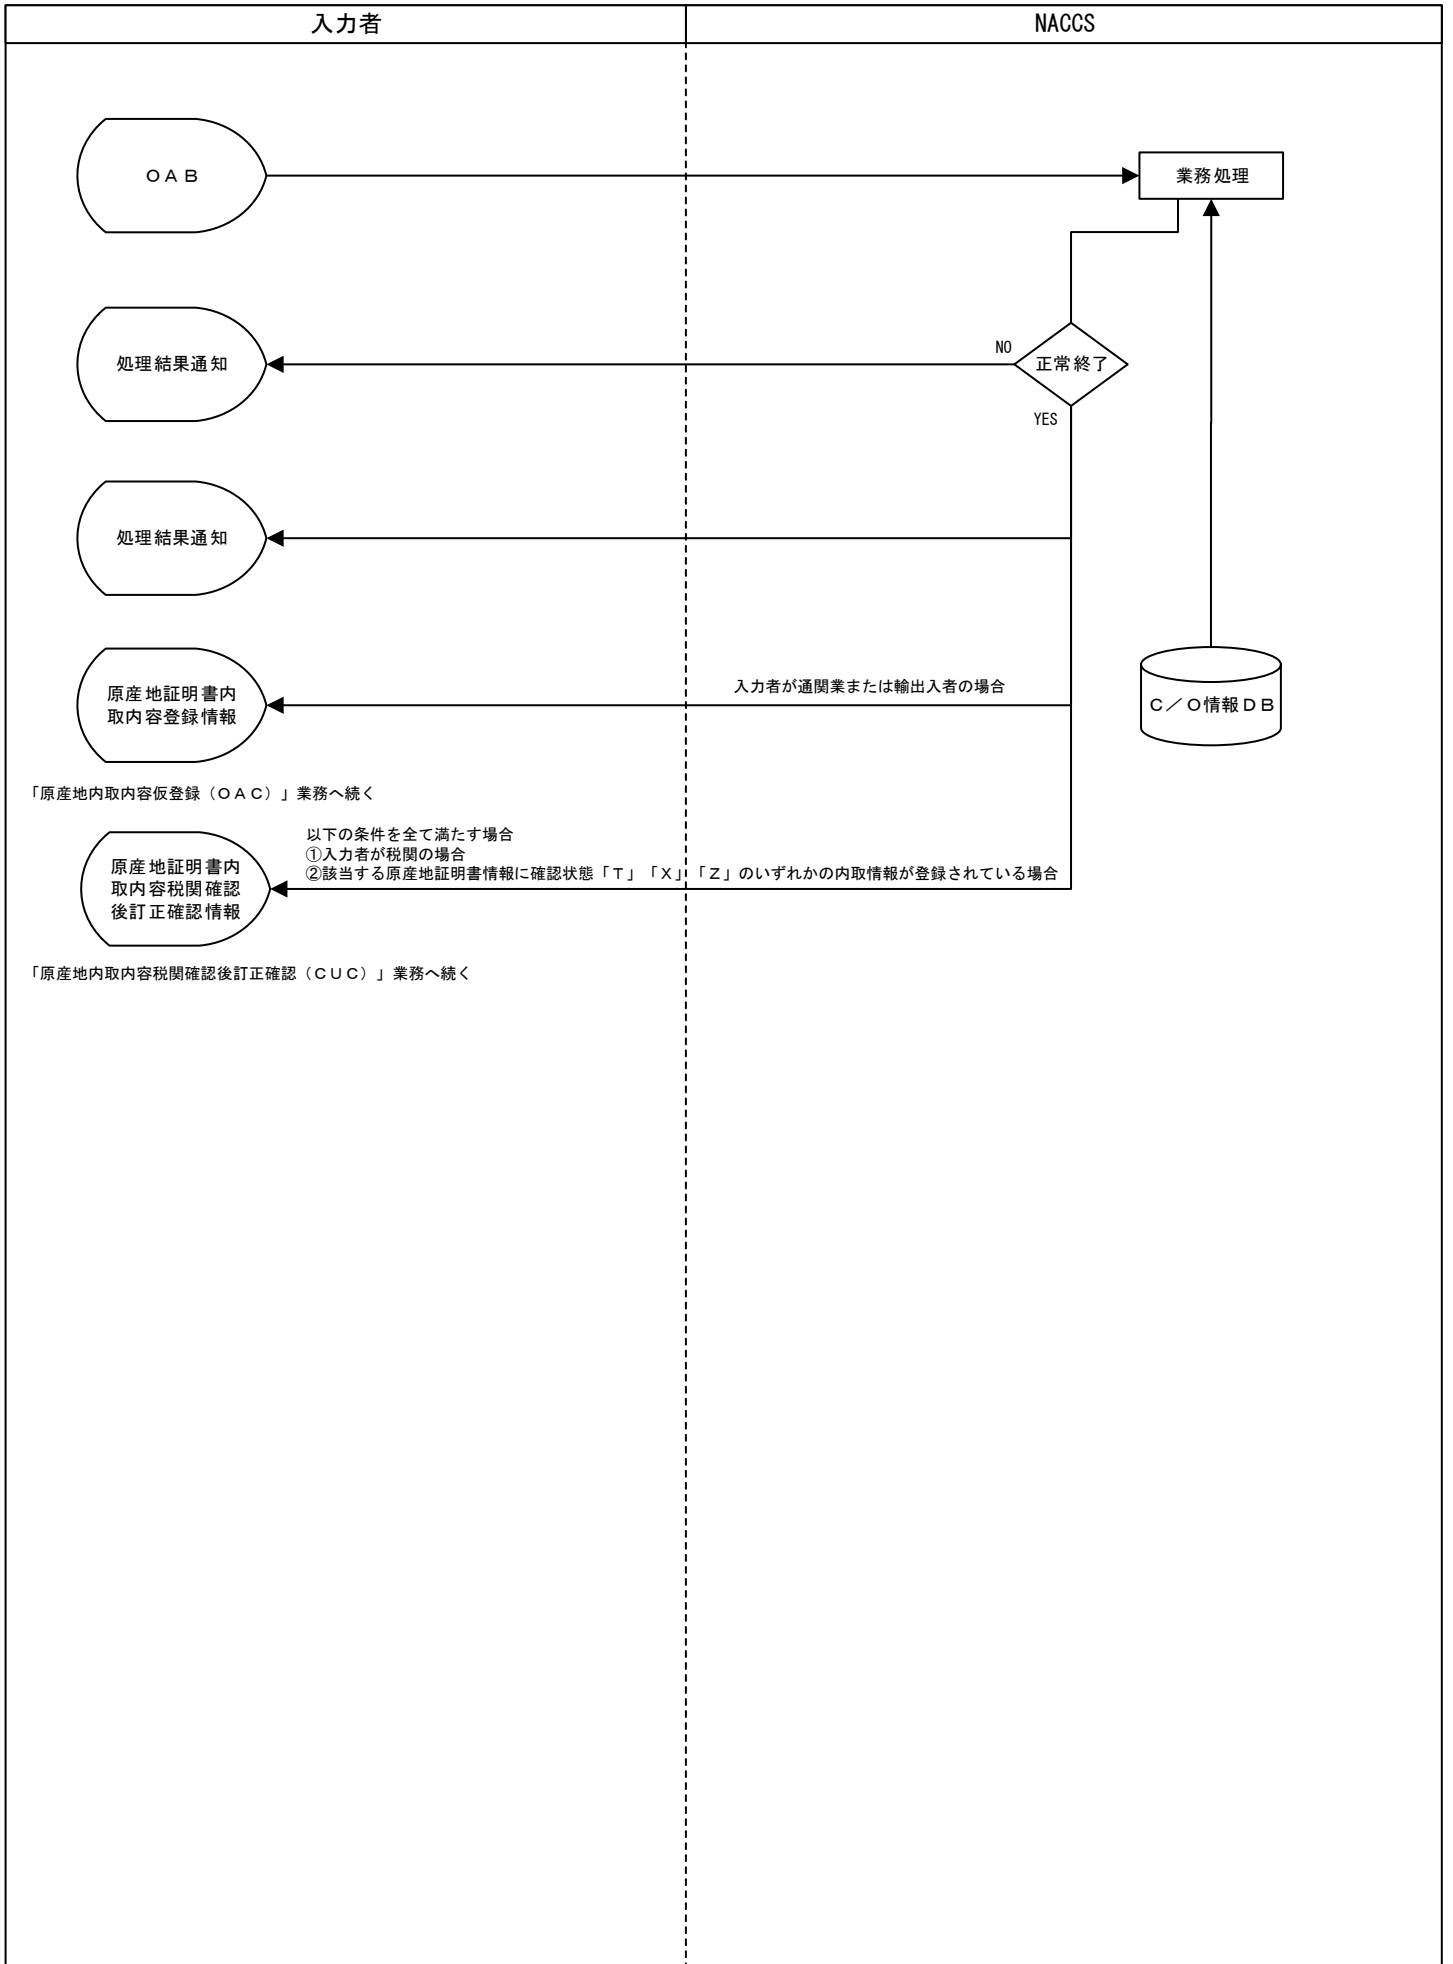 入力者
NACCS
ＯＡＢ
業務処理
処理結果通知
NO
正常終了
YES
処理結果通知
原産地証明書内
取内容登録情報
入力者が通関業または輸出入者の場合
Ｃ／Ｏ情報ＤＢ
「原産地内取内容仮登録（ＯＡＣ）」業務へ続く
以下の条件を全て満たす場合
①入力者が税関の場合
②該当する原産地証明書情報に確認状態「Ｔ」「Ｘ」「Ｚ」のいずれかの内取情報が登録されている場合
原産地証明書内
取内容税関確認
後訂正確認情報
「原産地内取内容税関確認後訂正確認（ＣＵＣ）」業務へ続く